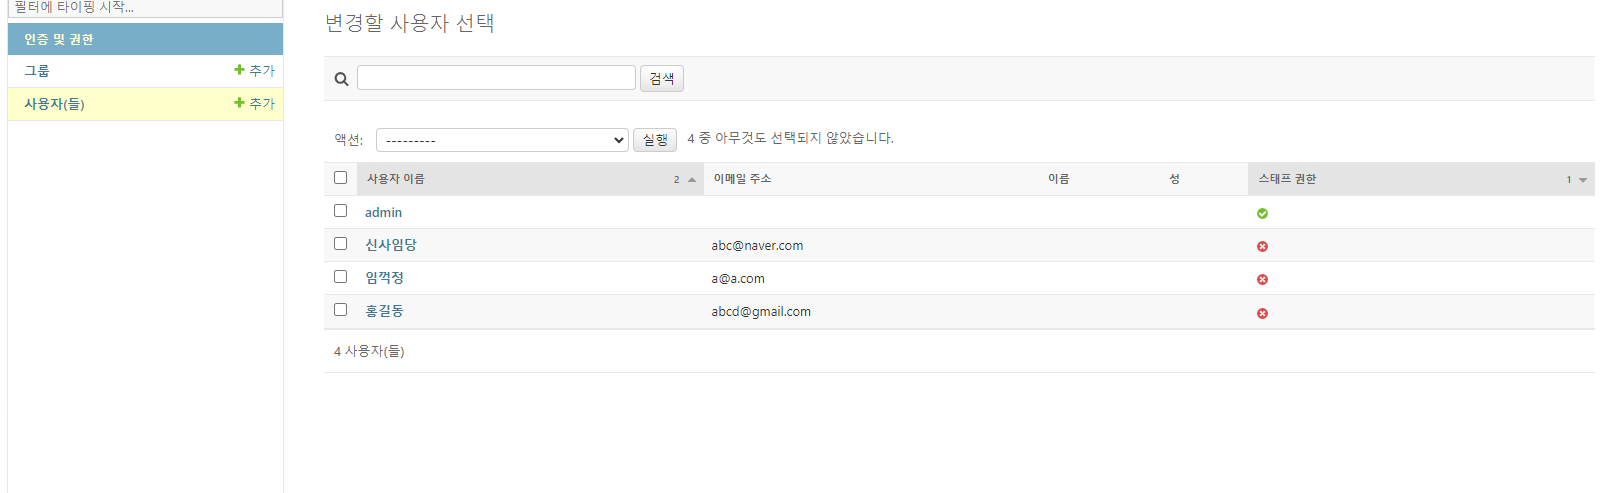 필터에 타이핑 시작...
인증 및 권한
그룹 추가
사용자(들) 추가
변경할 사용자 선택
검색
액션: --------- 실행 4 중 아무것도 선택되지 않았습니다.
사용자 이름 2 이메일 주소 이름 성 스태프 권한 1
admin
신사임당 abc@naver.com
임꺽정 a@a.com
홍길동 abcd@gmail.com
4 사용자(들)